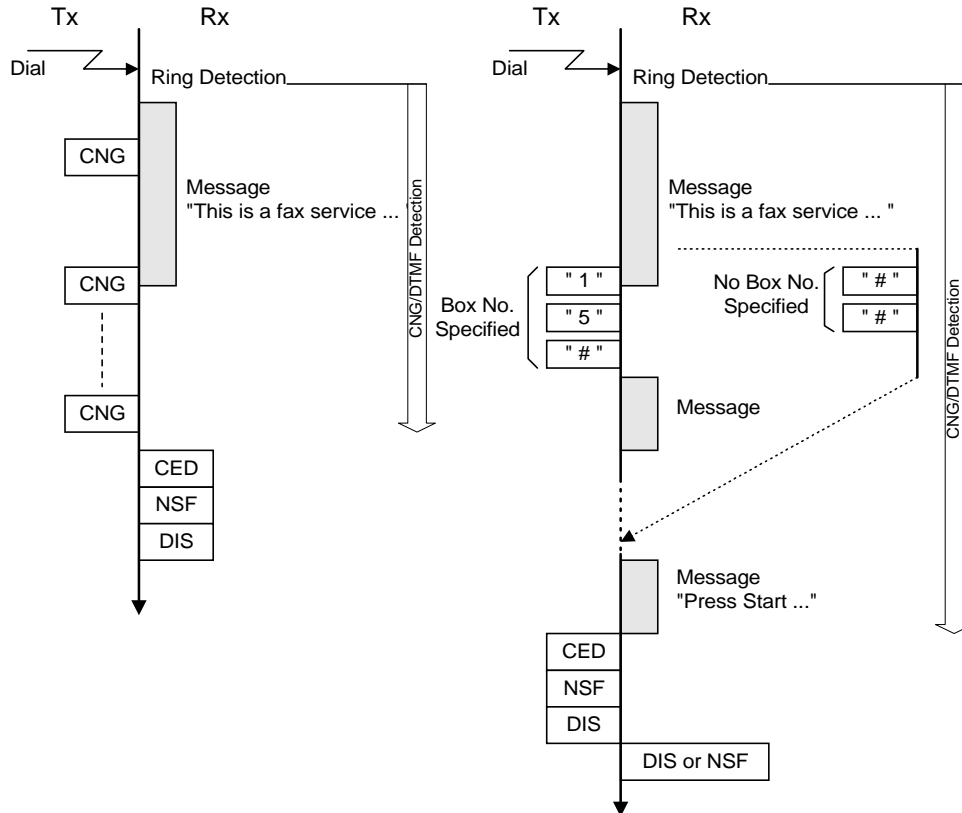 Tx Rx
Dial
Ring Detection
CNG
Message
"This is a fax service ... "
CNG
CNG
CED
NSF
DIS
CNG/DTMF Detection
Tx Rx
Dial
Ring Detection
Message
"This is a fax service ... "
Box No.
Specified
" 1 "
" 5 "
" # "
No Box No.
Specified
" # "
" # "
Message
Message
"Press Start ..."
CED
NSF
DIS
DIS or NSF
CNG/DTMF Detection